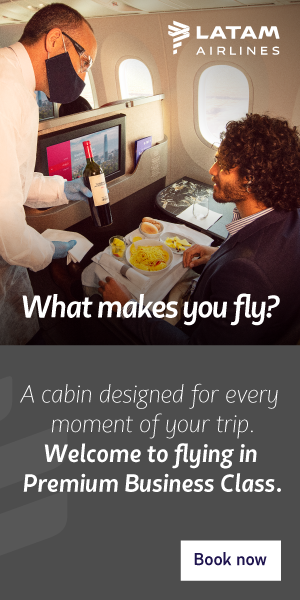 LATAM
AIRLINES
What makes you fly?
A cabin designed for every
moment of your trip.
Welcome to flying in
Premium Business Class.
Book now